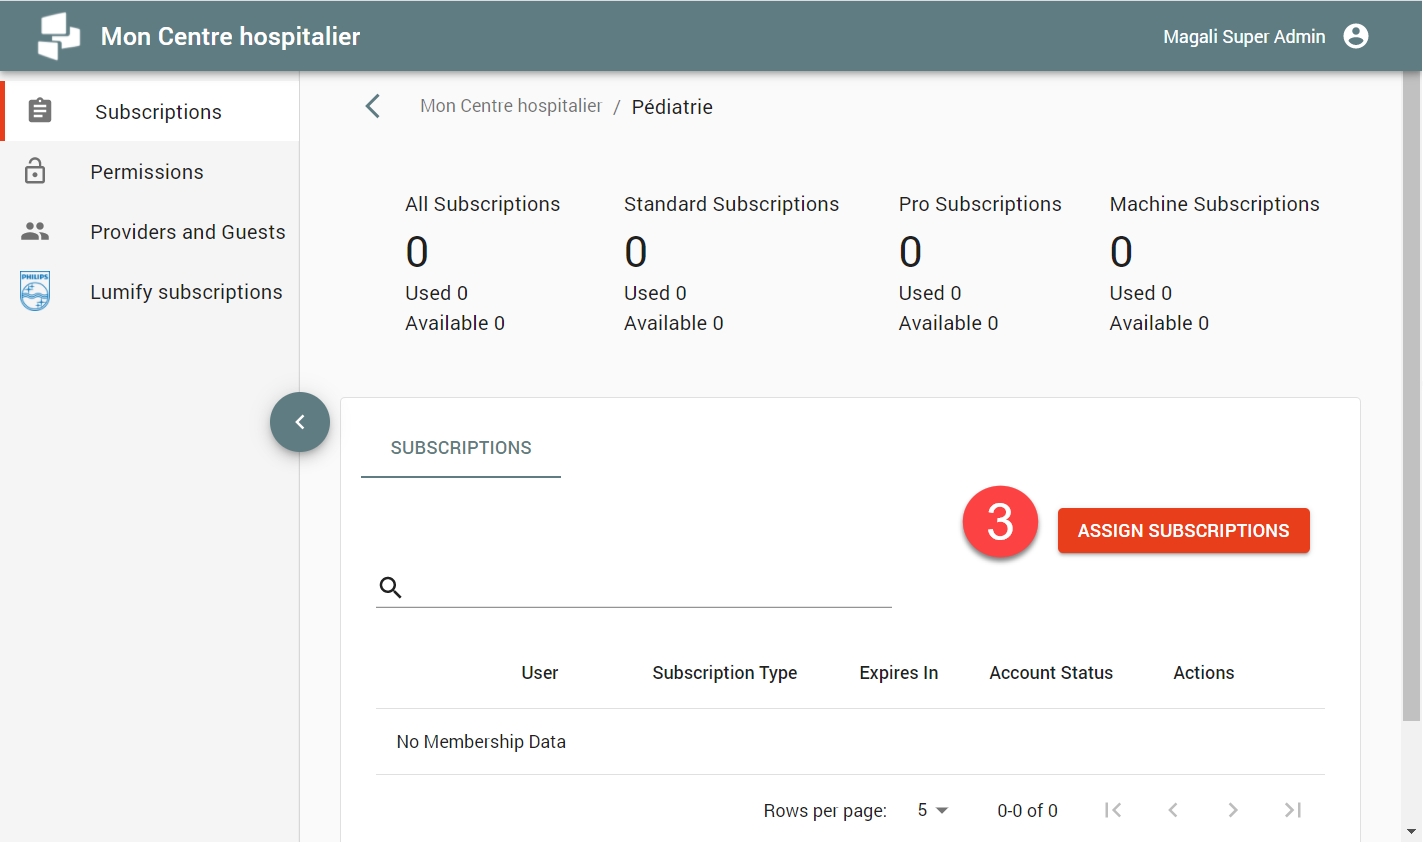 Mon Centre hospitalier
Magali Super Admin
Subscriptions
Permissions
Providers and Guests
PHILIPS
Lumify subscriptions
Mon Centre hospitalier / Pédiatrie
All Subscriptions
0
Used 0
Available 0
Standard Subscriptions
0
Used 0
Available 0
Pro Subscriptions
0
Used 0
Available 0
Machine Subscriptions
0
Used 0
Available 0
SUBSCRIPTIONS
3
ASSIGN SUBSCRIPTIONS
User Subscription Type Expires In Account Status Actions
No Membership Data
Rows per page: 5 0-0 of 0